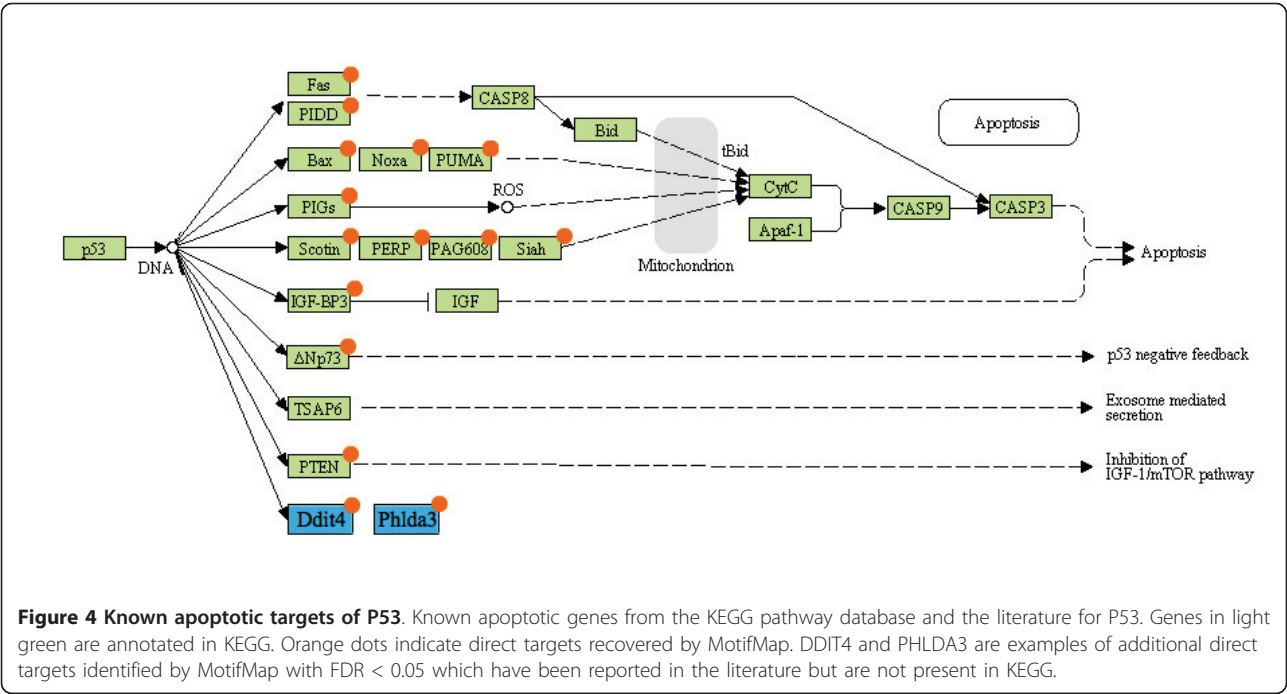 Fas
PIDD
CASP8
Apoptosis
Bid
tBid
Bax Noxa PUMA
CytC
ROS
PIGs
CASP9 CASP3
Apaf-1
p53
DNA
Scotin PERP PAG608 Siah
Mitochondrion
Apoptosis
IGF-BP3 IGF
ΔNp73
p53 negative feedback
TSAP6
Exosome mediated
secretion
PTEN
Inhibition of
IGF-1/mTOR pathway
Ddit4 Phlda3
Figure 4 Known apoptotic targets of P53. Known apoptotic genes from the KEGG pathway database and the literature for P53. Genes in light
green are annotated in KEGG. Orange dots indicate direct targets recovered by MotifMap. DDIT4 and PHLDA3 are examples of additional direct
targets identified by MotifMap with FDR < 0.05 which have been reported in the literature but are not present in KEGG.